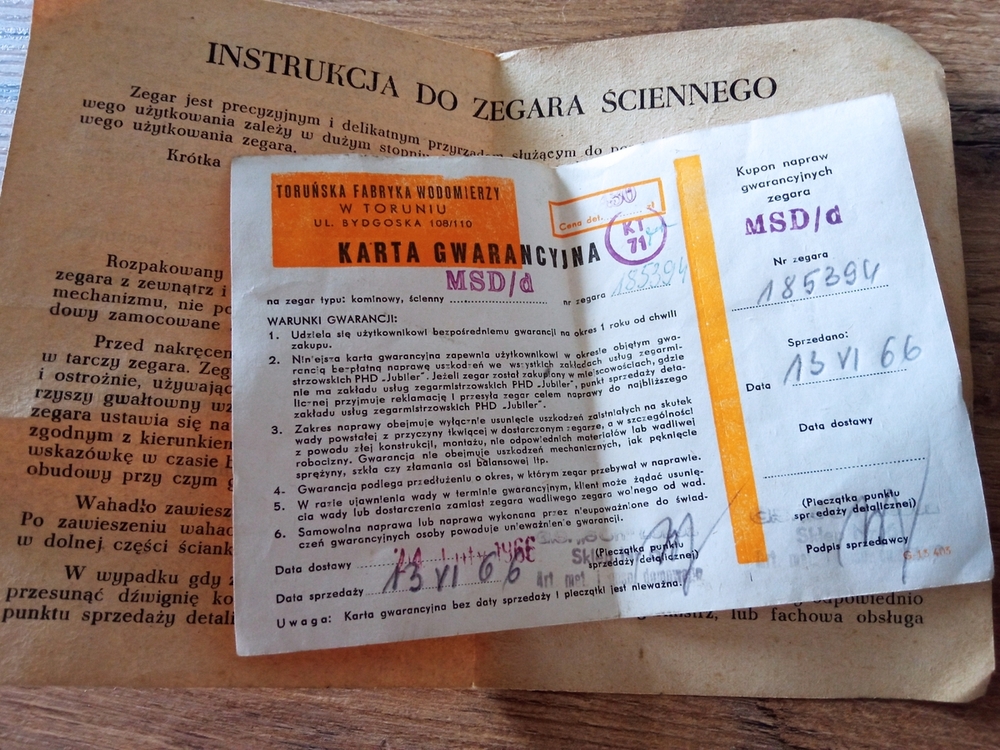 INSTRUKCJA DO ZEGARA ŚCIENNEGO
Zegar jest precyzyjnym i delikatnym przyrządem służącym do
wego użytkowania zależy w dużym stopniu
wego użytkowania zegara.
Krótka
Rozpakowany
zegara z zewnątrz i
mechanizmu, nie
dowy zamocowane
Przed nakręcen
w tarczy zegara. Zeg
i ostrożnie, używając
rzyszy gwałtowny
zegara ustawia się na
zgodnym z kierunkiem
wskazówkę w czasie
obudowy przy czym
Wahadło zawiesz
Po zawieszeniu waha
w dolnej części ściank
W wypadku gdy
przesunąć dźwignię ko
punktu sprzedaży detali
odpowiednio
lub fachowa obsługa
TORUŃSKA FABRYKA WODOMIERZY
W TORUNIU
UL. BYDGOSKA 108/110
Cena det. zł
KT
71
KARTA GWARANCYJNA
MSD/d
na zegar typu: kominowy, ścienny
nr zegara 185394
WARUNKI GWARANCJI:
1. Udziela się użytkownikowi bezpośredniemu gwarancji na okres 1 roku od chwili
zakupu.
2. Niniejsza karta gwarancyjna zapewnia użytkownikowi w okresie objętym gwa-
rancją bezpłatną naprawę uszkodzeń we wszystkich zakładach usług zegarmi-
strzowskich PHD „Jubiler". Jeżeli zegar został zakupiony w miejscowościach, gdzie
nie ma zakładu usług zegarmistrzowskich PHD „Jubiler", punkt sprzedaży deta-
licznej przyjmuje reklamację i przesyła zegar celem naprawy do najbliższego
zakładu usług zegarmistrzowskich PHD „Jubiler".
3. Zakres naprawy obejmuje wyłącznie usunięcie uszkodzeń zaistniałych na skutek
wady powstałej z przyczyny tkwiącej w dostarczonym zegarze, a w szczególności
z powodu złej konstrukcji, montażu, nie odpowiednich materiałów lub wadliwej
robocizny. Gwarancja nie obejmuje uszkodzeń mechanicznych, jak pęknięcie
sprężyny, szkła czy złamania osi balansowej itp.
4. Gwarancja podlega przedłużeniu o okres, w którym zegar przebywał w naprawie.
5. W razie ujawnienia wady w terminie gwarancyjnym, klient może żądać usunię-
cia wady lub dostarczenia zamiast zegara wadliwego zegara wolnego od wad.
6. Samowolna naprawa lub naprawa wykonana przez nieupoważnione do świad-
czeń gwarancyjnych osoby powoduje unieważnienie gwarancji.
Data dostawy
Data sprzedaży 13 VI 66
(Pieczątka punktu
sprzedaży detalicznej)
Uwaga: Karta gwarancyjna bez daty sprzedaży i pieczątki jest nieważna!
Kupon napraw
gwarancyjnych
zegara
MSD/d
Nr zegara
185394
Sprzedano:
Data 13 VI 66
Data dostawy
(Pieczątka punktu
sprzedaży detalicznej)
Podpis sprzedawcy